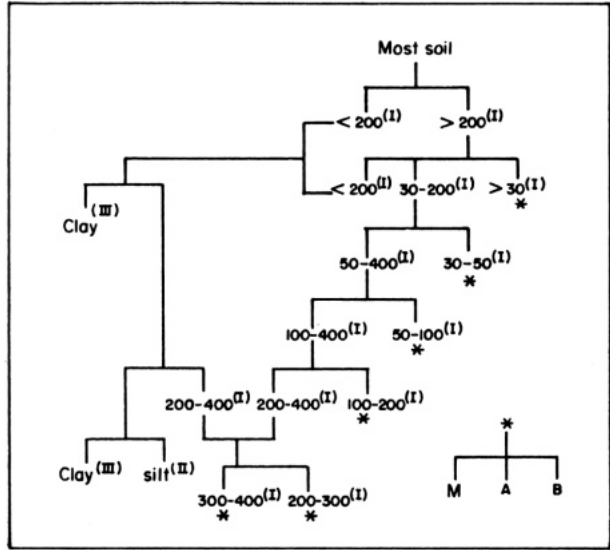 Most soil
< 200(I) > 200(I)
< 200(I) 30-200(I) > 30(I)
*
Clay(III)
50-400(I) 30-50(I)
*
100-400(I) 50-100(I)
*
200-400(I) 200-400(I) 100-200(I)
* *
Clay(III) silt(II) M A B
300-400(I) 200-300(I)
* *